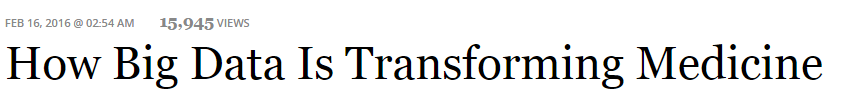 FEB 16, 2016 @ 02:54 AM 15,945 VIEWS
How Big Data Is Transforming Medicine